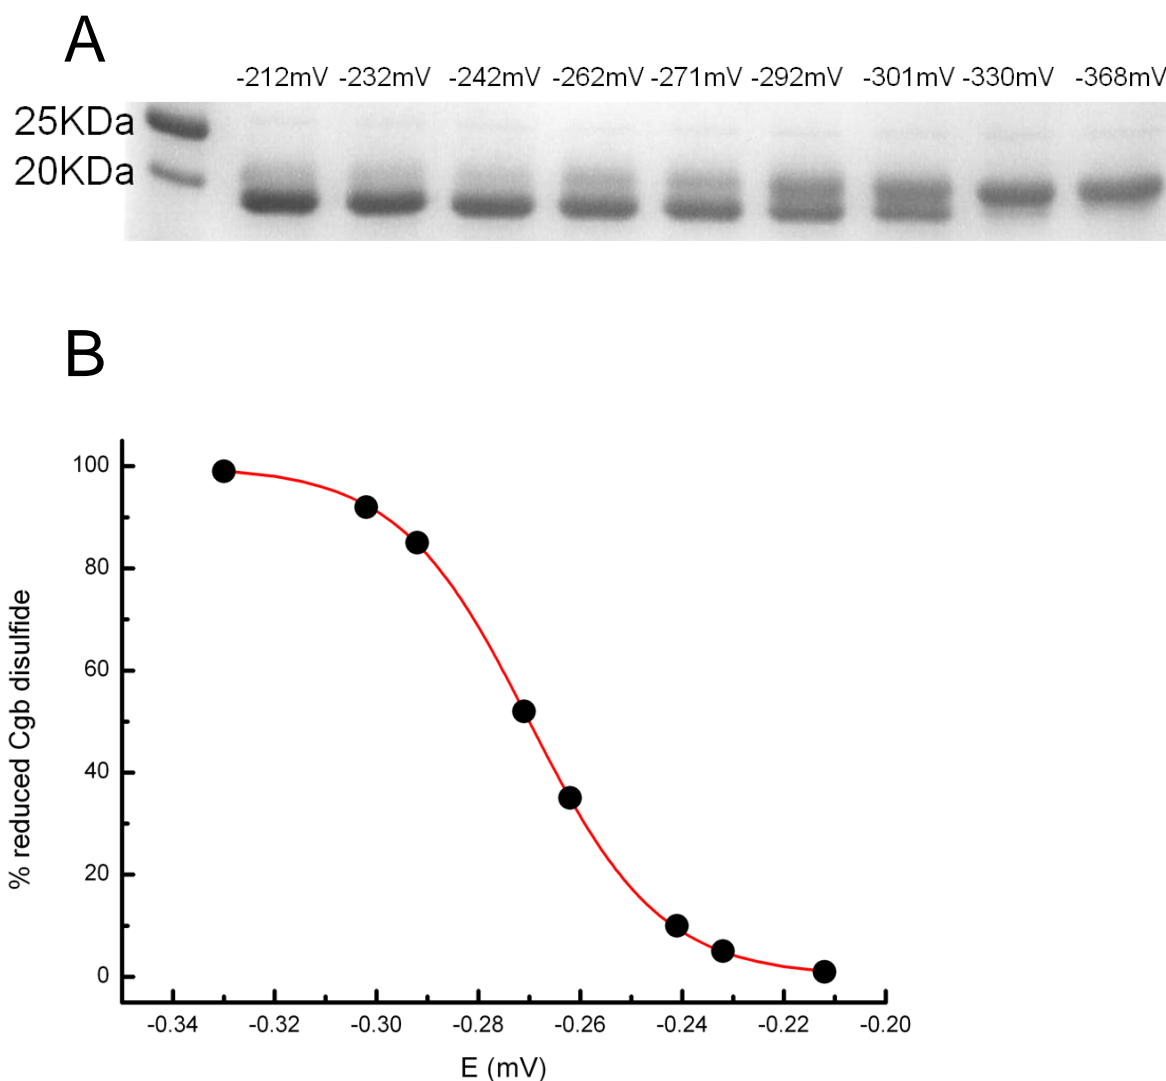 A
-212mV -232mV -242mV -262mV -271mV -292mV -301mV -330mV -368mV
25KDa
20KDa
B
100
80
60
40
20
0
% reduced Cgb disulfide
-0.34 -0.32 -0.30 -0.28 -0.26 -0.24 -0.22 -0.20
E (mV)